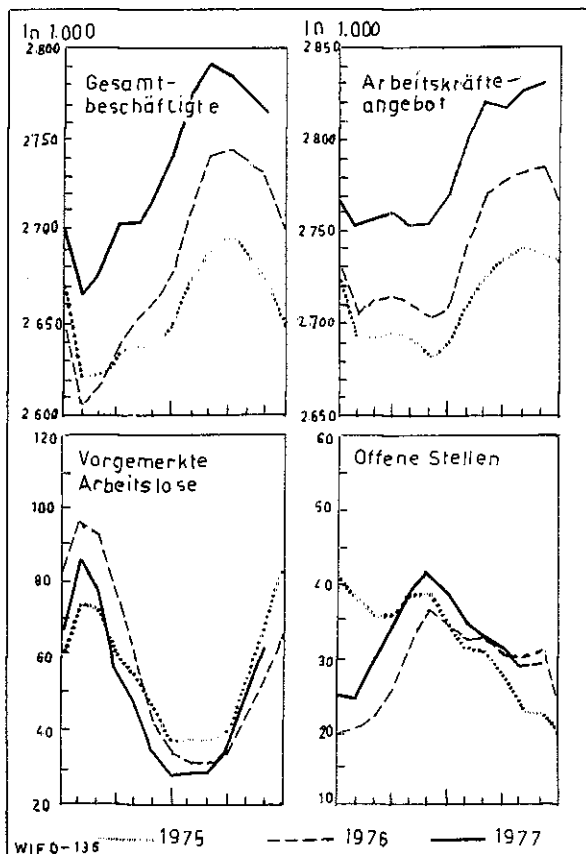 In 1.000
In 1.000
2.800
2.750
2.700
2.650
2.600
Gesamt-
beschäftigte
2.850
2.800
2.750
2.700
2.650
Arbeitskräfte-
angebot
120
100
80
60
40
20
Vorgemerkte
Arbeitslose
60
50
40
30
20
10
Offene Stellen
WIFO-136 1975 1976 1977